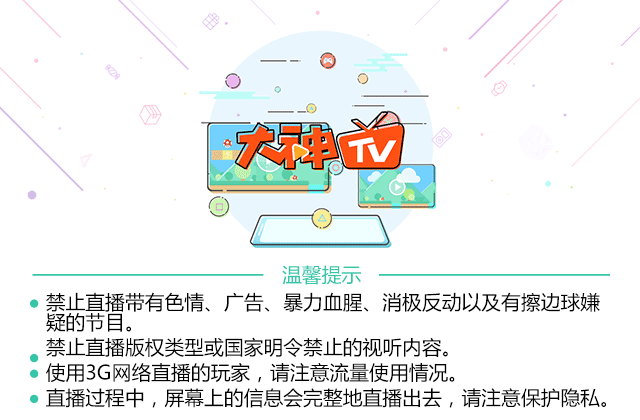 大神TV
温馨提示
禁止直播带有色情、广告、暴力血腥、消极反动以及有擦边球嫌
疑的节目。
禁止直播版权类型或国家明令禁止的视听内容。
使用3G网络直播的玩家，请注意流量使用情况。
直播过程中，屏幕上的信息会完整地直播出去，请注意保护隐私。